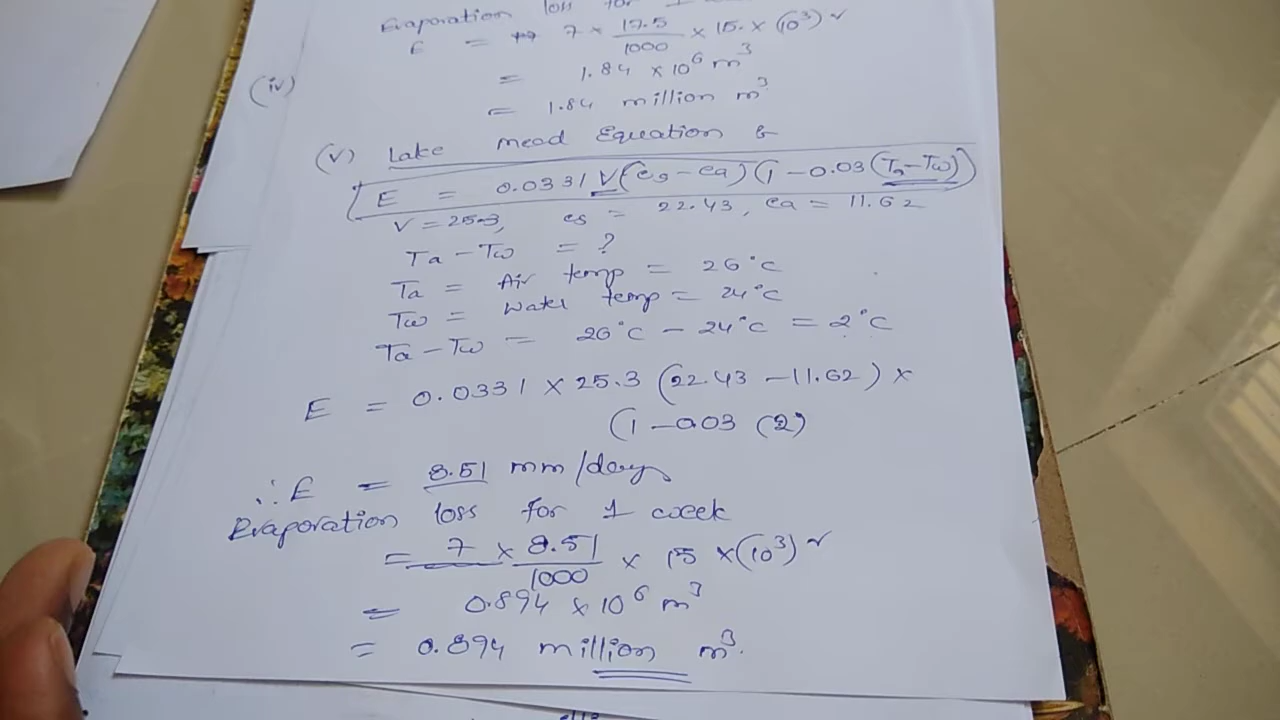 Evaporation loss for 1
E = 7 × 17.5/1000 × 15 × (10³)²
= 1.84 × 10⁶ m³
(iv)
= 1.84 million m³
(v) Lake mead Equation &
E = 0.0331 V(es - ea)(1 - 0.03 (Ta - Tw))
V = 25.3, es = 22.43, ea = 11.62
Ta - Tw = ?
Ta = Air temp = 26°C
Tw = Water temp = 24°C
Ta - Tw = 26°C - 24°C = 2°C
E = 0.0331 × 25.3 (22.43 - 11.62) ×
(1 - 0.03 (2)
∴ E = 8.51 mm/day
Evaporation loss for 1 week
= 7 × 8.51/1000 × 15 × (10³)²
= 0.894 × 10⁶ m³
= 0.894 million m³.